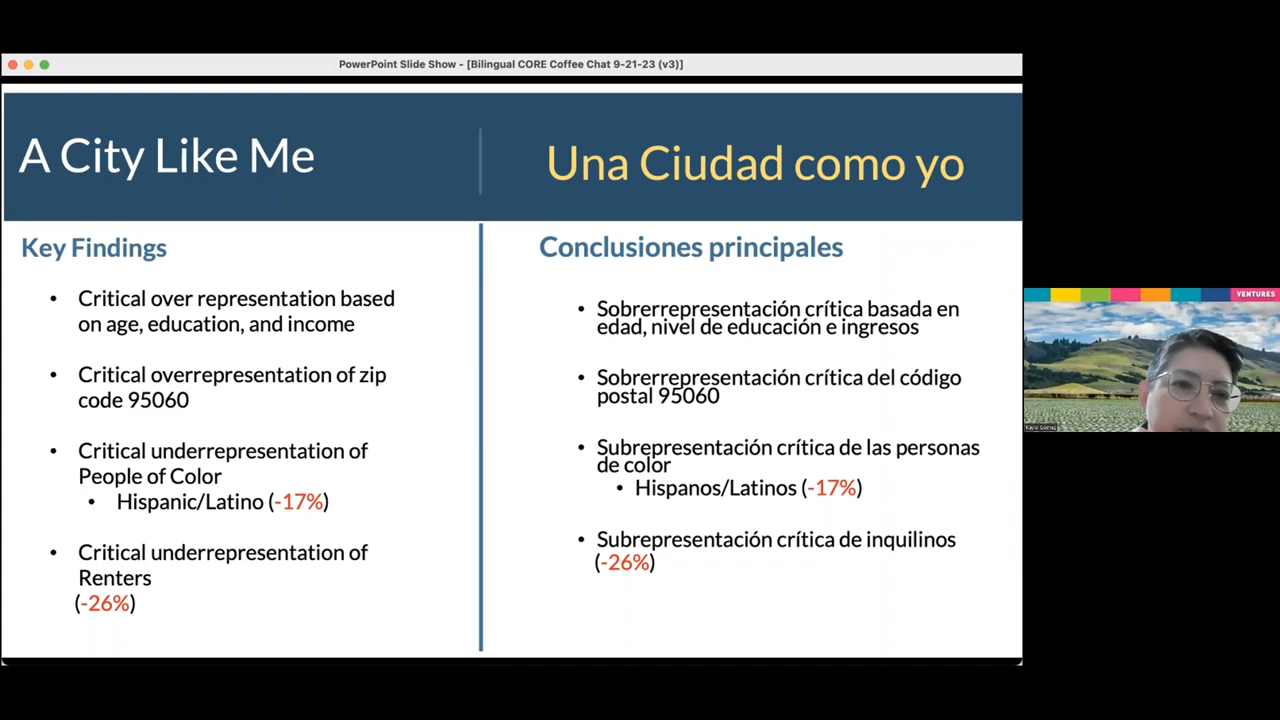 PowerPoint Slide Show - [Bilingual CORE Coffee Chat 9-21-23 (v3)]
A City Like Me
Key Findings
• Critical over representation based
on age, education, and income
• Critical overrepresentation of zip
code 95060
• Critical underrepresentation of
People of Color
• Hispanic/Latino (-17%)
• Critical underrepresentation of
Renters
(-26%)
Una Ciudad como yo
Conclusiones principales
• Sobrerrepresentación crítica basada en
edad, nivel de educación e ingresos
• Sobrerrepresentación crítica del código
postal 95060
• Subrepresentación crítica de las personas
de color
• Hispanos/Latinos (-17%)
• Subrepresentación crítica de inquilinos
(-26%)
VENTURES